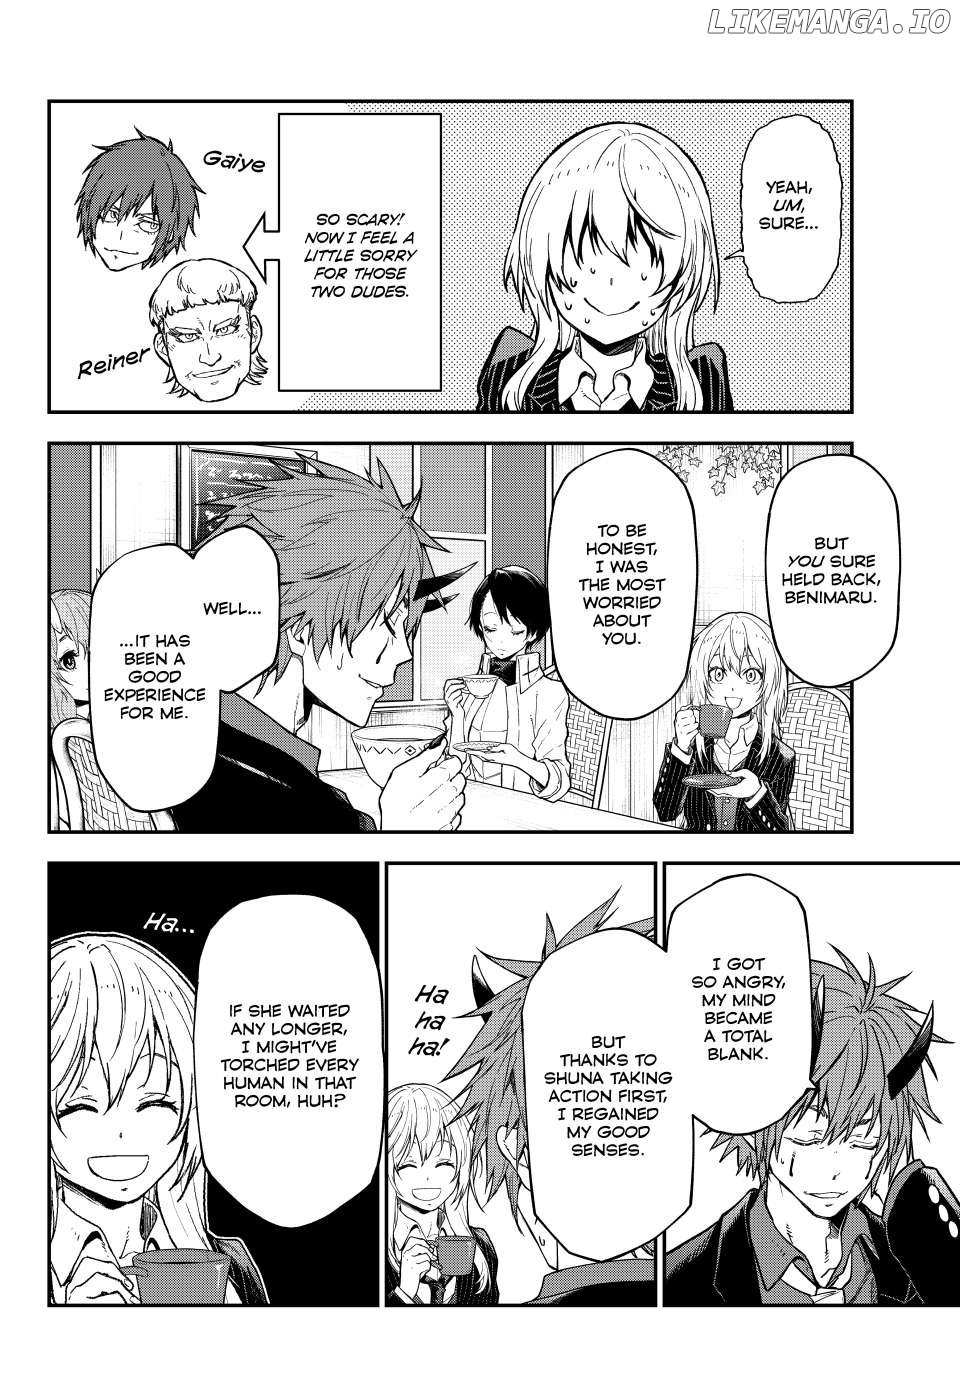 LIKEMANGA.IO
YEAH,
UM,
SURE...
SO SCARY!
NOW I FEEL A
LITTLE SORRY
FOR THOSE
TWO DUDES.
Gaiye
Reiner
BUT
YOU SURE
HELD BACK,
BENIMARU.
TO BE
HONEST,
I WAS
THE MOST
WORRIED
ABOUT
YOU.
WELL...
...IT HAS
BEEN A
GOOD
EXPERIENCE
FOR ME.
I GOT
SO ANGRY,
MY MIND
BECAME
A TOTAL
BLANK.
BUT
THANKS TO
SHUNA TAKING
ACTION FIRST,
I REGAINED
MY GOOD
SENSES.
Ha
ha
ha!
IF SHE WAITED
ANY LONGER,
I MIGHT'VE
TORCHED EVERY
HUMAN IN THAT
ROOM, HUH?
Ha...